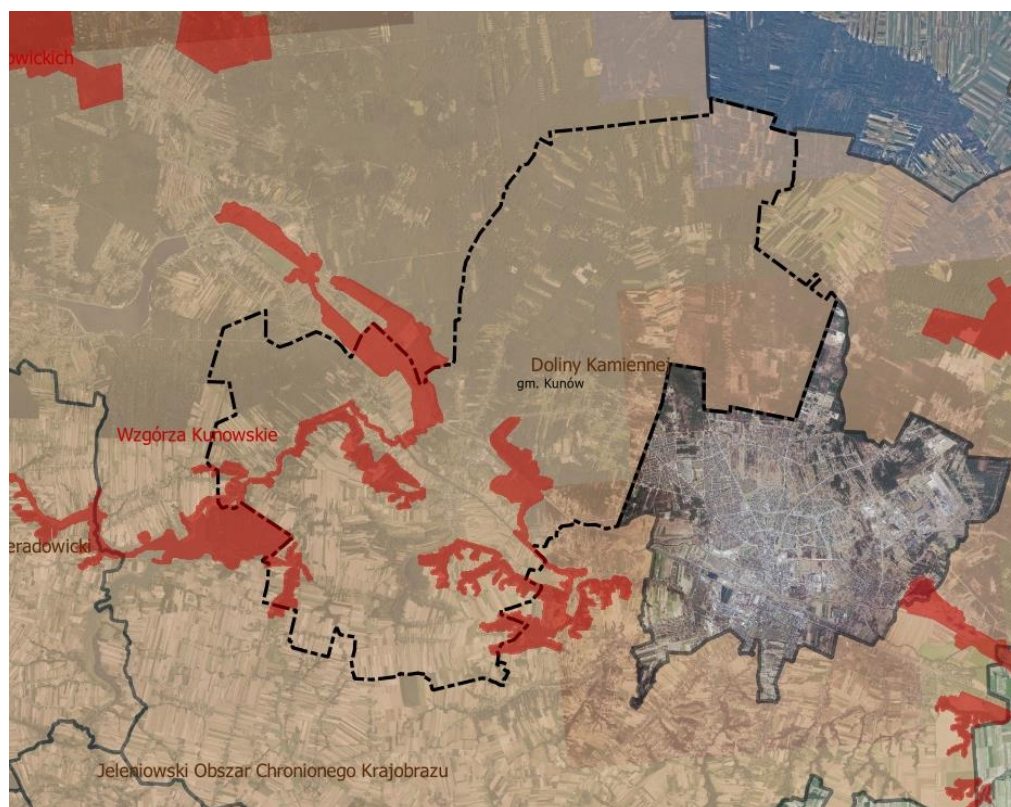 owickich
Doliny Kamiennej
gm. Kunów
Wzgórza Kunowskie
eradowicki
Jeleniowski Obszar Chronionego Krajobrazu